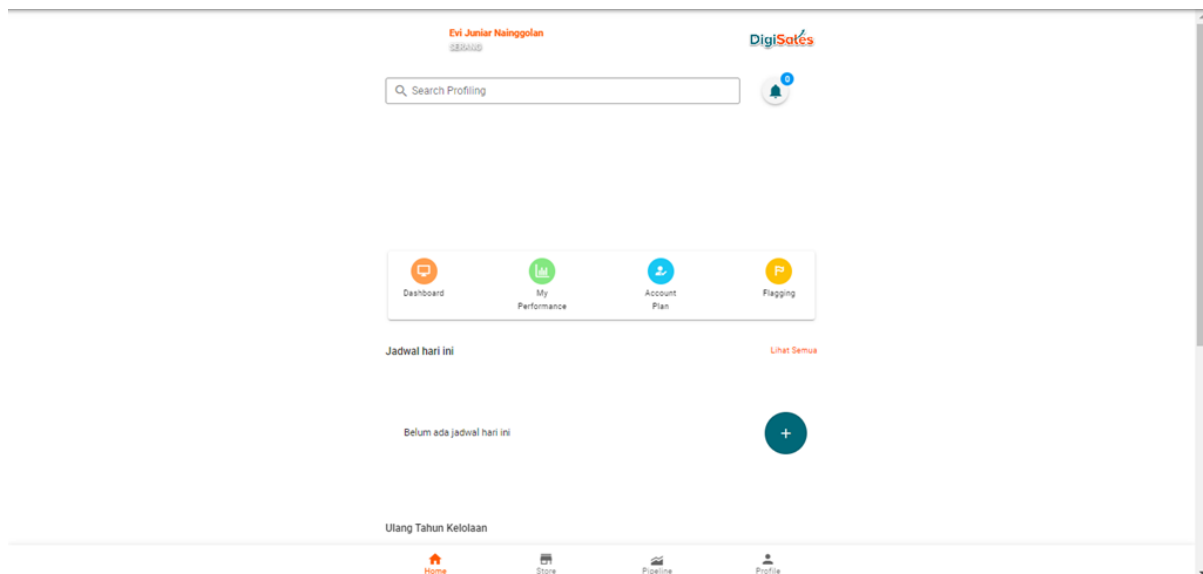 Evi Juniar Nainggolan
SERANG
DigiSales
Search Profiling
0
Dashboard
My
Performance
Account
Plan
Flagging
Jadwal hari ini
Lihat Semua
Belum ada jadwal hari ini
+
Ulang Tahun Kelolaan
Home
Store
Pipeline
Profile